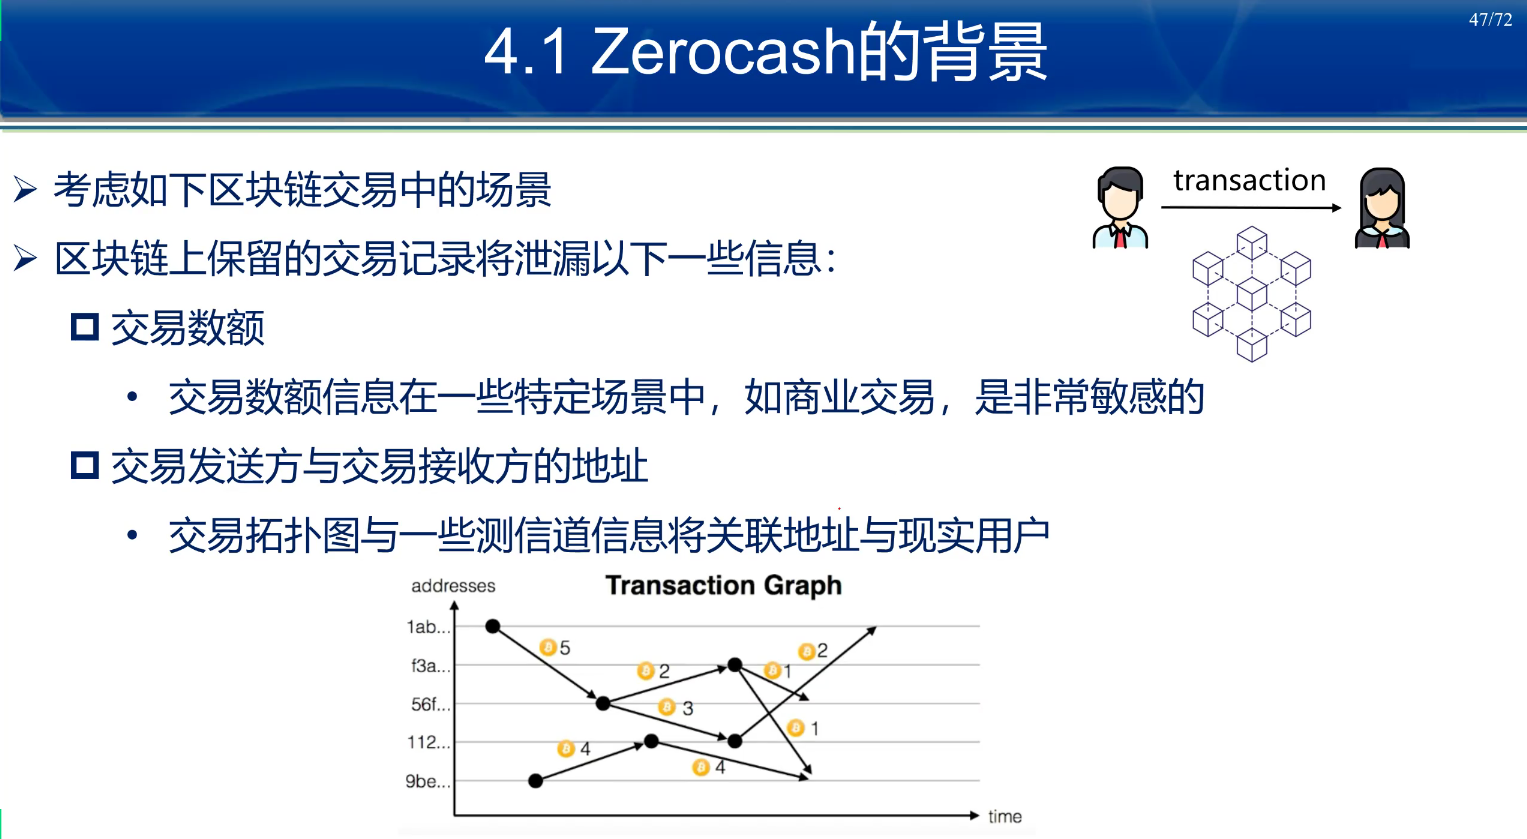 47/72
4.1 Zerocash的背景
考虑如下区块链交易中的场景
transaction
区块链上保留的交易记录将泄漏以下一些信息：
交易数额
• 交易数额信息在一些特定场景中，如商业交易，是非常敏感的
交易发送方与交易接收方的地址
• 交易拓扑图与一些测信道信息将关联地址与现实用户
Transaction Graph
addresses
1ab...
f3a...
56f...
112...
9be...
5
2
3
4
4
1
2
1
time